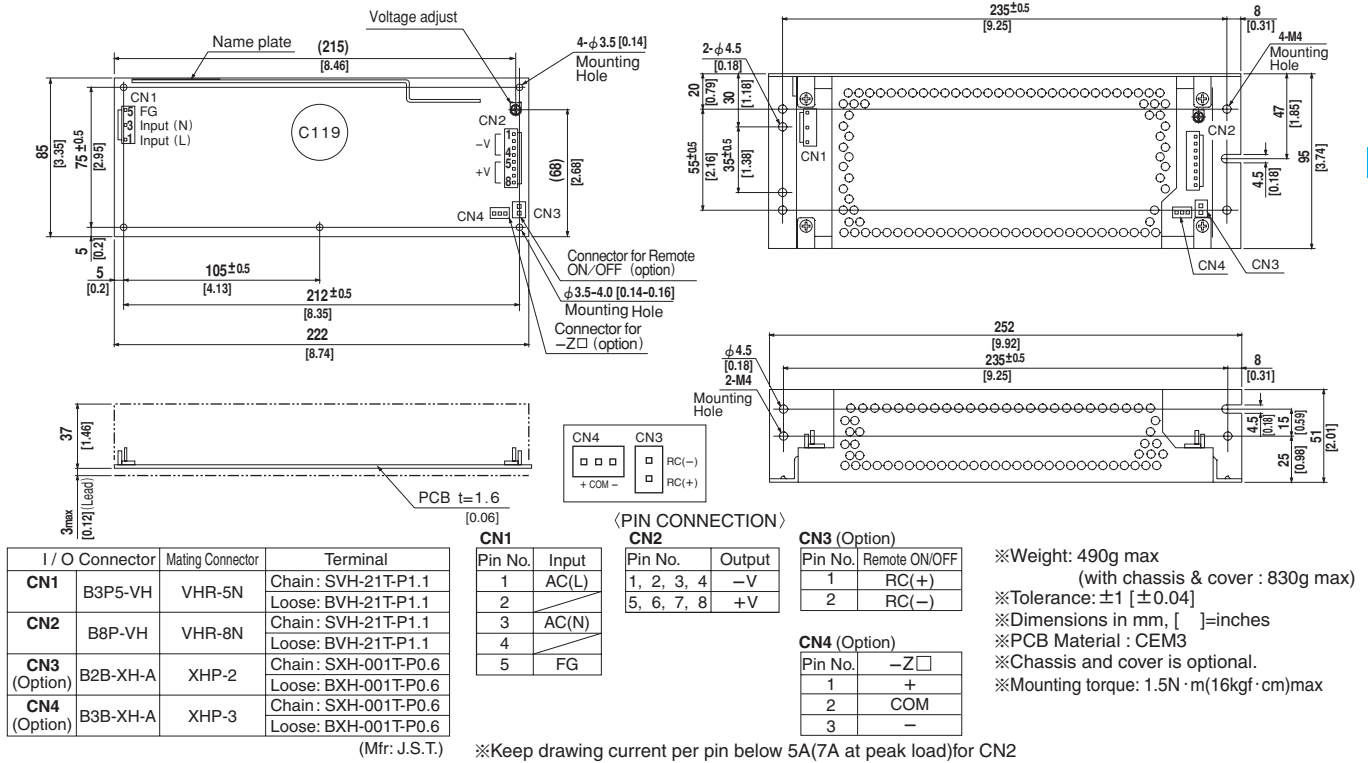 Voltage adjust
Name plate
(215)
[8.46]
4-φ3.5 [0.14]
Mounting
Hole
CN1
5 FG
3 Input (N)
1 Input (L)
C119
CN2
1
−V
4
5
+V
8
CN4
CN3
85
[3.35]
75±0.5
[2.95]
(68)
[2.68]
5
[0.2]
5
[0.2]
105±0.5
[4.13]
212±0.5
[8.35]
222
[8.74]
Connector for Remote
ON/OFF (option)
φ3.5-4.0 [0.14-0.16]
Mounting Hole
Connector for
−Z□ (option)
235±0.5
[9.25]
8
[0.31]
4-M4
Mounting
Hole
2-φ4.5
[0.18]
20
[0.79]
30
[1.18]
55±0.5
[2.16]
35±0.5
[1.38]
CN1
CN2
47
[1.85]
95
[3.74]
4.5
[0.18]
CN4
CN3
37
[1.46]
3max
[0.12] (Lead)
PCB t=1.6
[0.06]
CN4
CN3
RC(−)
RC(+)
+ COM −
252
[9.92]
235±0.5
[9.25]
8
[0.31]
φ4.5
[0.18]
2-M4
Mounting
Hole
4.5
[0.18]
15
[0.59]
25
[0.98]
51
[2.01]
〈PIN CONNECTION〉
I / O Connector Mating Connector Terminal
CN1 B3P5-VH VHR-5N Chain : SVH-21T-P1.1
Loose: BVH-21T-P1.1
CN2 B8P-VH VHR-8N Chain : SVH-21T-P1.1
Loose: BVH-21T-P1.1
CN3 (Option) B2B-XH-A XHP-2 Chain : SXH-001T-P0.6
Loose: BXH-001T-P0.6
CN4 (Option) B3B-XH-A XHP-3 Chain : SXH-001T-P0.6
Loose: BXH-001T-P0.6
(Mfr: J.S.T.)
CN1
Pin No. Input
1 AC(L)
2
3 AC(N)
4
5 FG
CN2
Pin No. Output
1, 2, 3, 4 −V
5, 6, 7, 8 +V
CN3 (Option)
Pin No. Remote ON/OFF
1 RC(+)
2 RC(−)
CN4 (Option)
Pin No. −Z□
1 +
2 COM
3 −
※Weight: 490g max
(with chassis & cover : 830g max)
※Tolerance: ±1 [±0.04]
※Dimensions in mm, [ ]=inches
※PCB Material : CEM3
※Chassis and cover is optional.
※Mounting torque: 1.5N·m(16kgf·cm)max
※Keep drawing current per pin below 5A(7A at peak load)for CN2